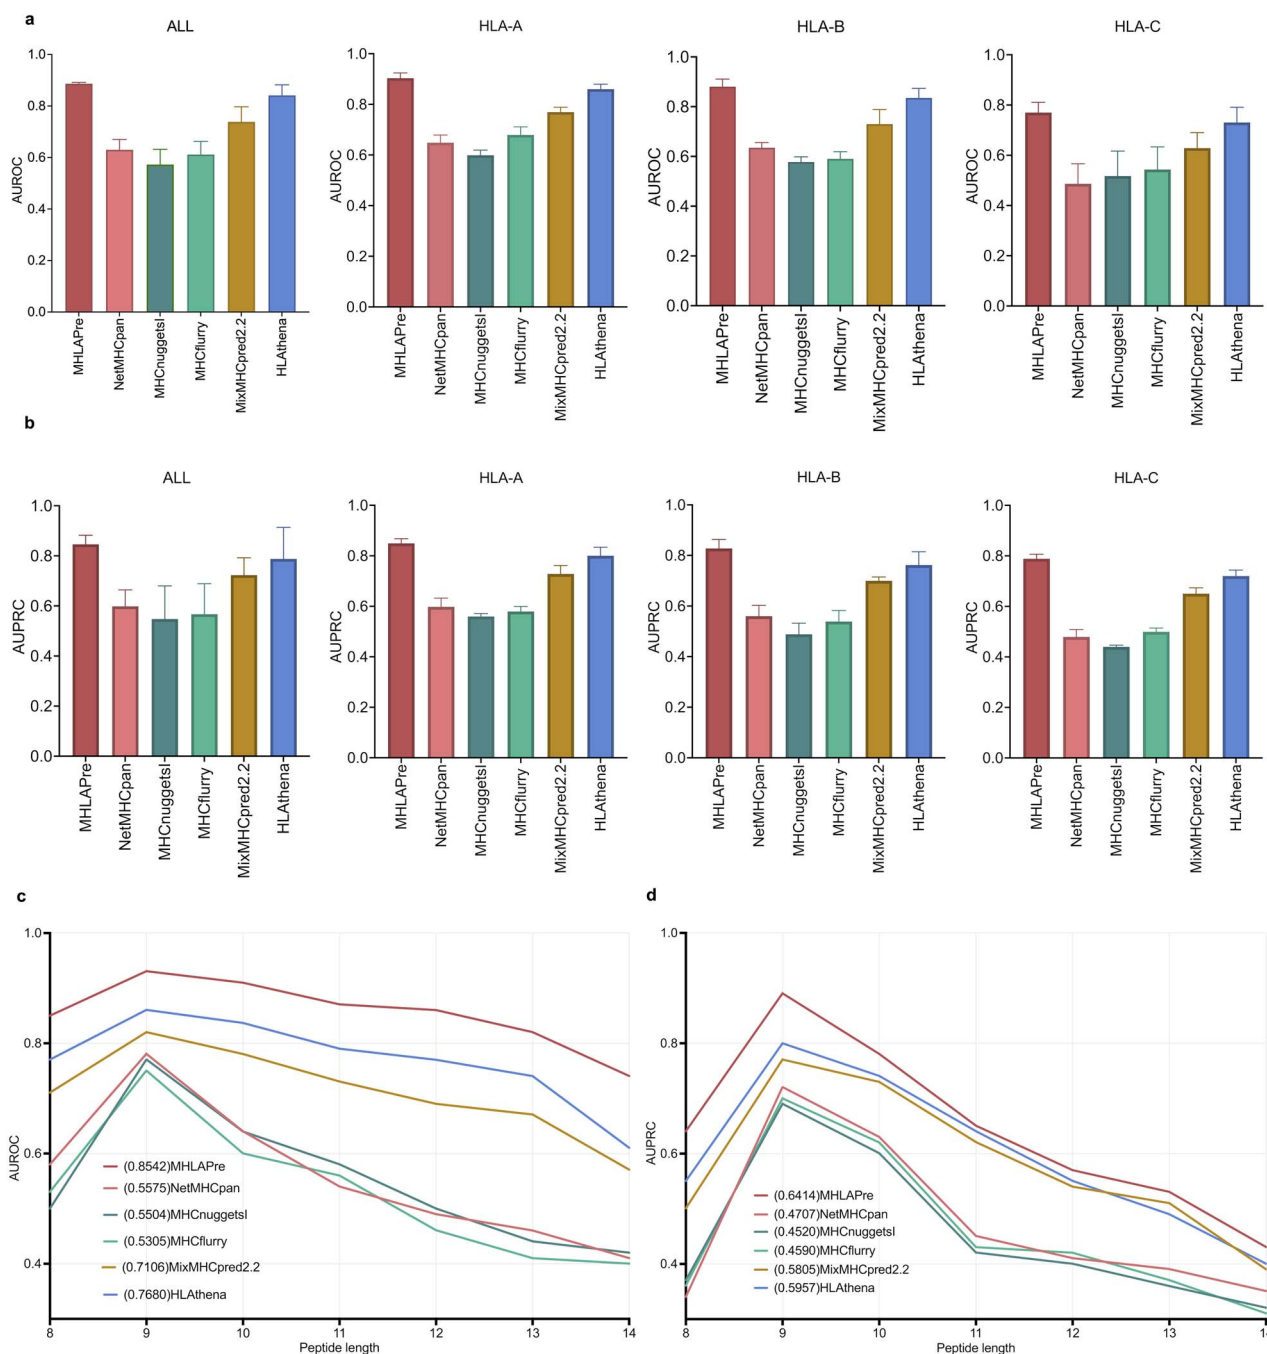 a
ALL
HLA-A
HLA-B
HLA-C
AUROC
1.0
0.8
0.6
0.4
0.2
0.0
MHLAPre
NetMHCpan
MHCnuggetsI
MHCflurry
MixMHCpred2.2
HLAthena
AUROC
1.0
0.8
0.6
0.4
0.2
0.0
MHLAPre
NetMHCpan
MHCnuggetsI
MHCflurry
MixMHCpred2.2
HLAthena
AUROC
1.0
0.8
0.6
0.4
0.2
0.0
MHLAPre
NetMHCpan
MHCnuggetsI
MHCflurry
MixMHCpred2.2
HLAthena
AUROC
1.0
0.8
0.6
0.4
0.2
0.0
MHLAPre
NetMHCpan
MHCnuggetsI
MHCflurry
MixMHCpred2.2
HLAthena
b
ALL
HLA-A
HLA-B
HLA-C
AUPRC
1.0
0.8
0.6
0.4
0.2
0.0
MHLAPre
NetMHCpan
MHCnuggetsI
MHCflurry
MixMHCpred2.2
HLAthena
AUPRC
1.0
0.8
0.6
0.4
0.2
0.0
MHLAPre
NetMHCpan
MHCnuggetsI
MHCflurry
MixMHCpred2.2
HLAthena
AUPRC
1.0
0.8
0.6
0.4
0.2
0.0
MHLAPre
NetMHCpan
MHCnuggetsI
MHCflurry
MixMHCpred2.2
HLAthena
AUPRC
1.0
0.8
0.6
0.4
0.2
0.0
MHLAPre
NetMHCpan
MHCnuggetsI
MHCflurry
MixMHCpred2.2
HLAthena
c
AUROC
1.0
0.8
0.6
0.4
(0.8542)MHLAPre
(0.5575)NetMHCpan
(0.5504)MHCnuggetsI
(0.5305)MHCflurry
(0.7106)MixMHCpred2.2
(0.7680)HLAthena
8 9 10 11 12 13 14
Peptide length
d
AUPRC
1.0
0.8
0.6
0.4
(0.6414)MHLAPre
(0.4707)NetMHCpan
(0.4520)MHCnuggetsI
(0.4590)MHCflurry
(0.5805)MixMHCpred2.2
(0.5957)HLAthena
8 9 10 11 12 13 14
Peptide length